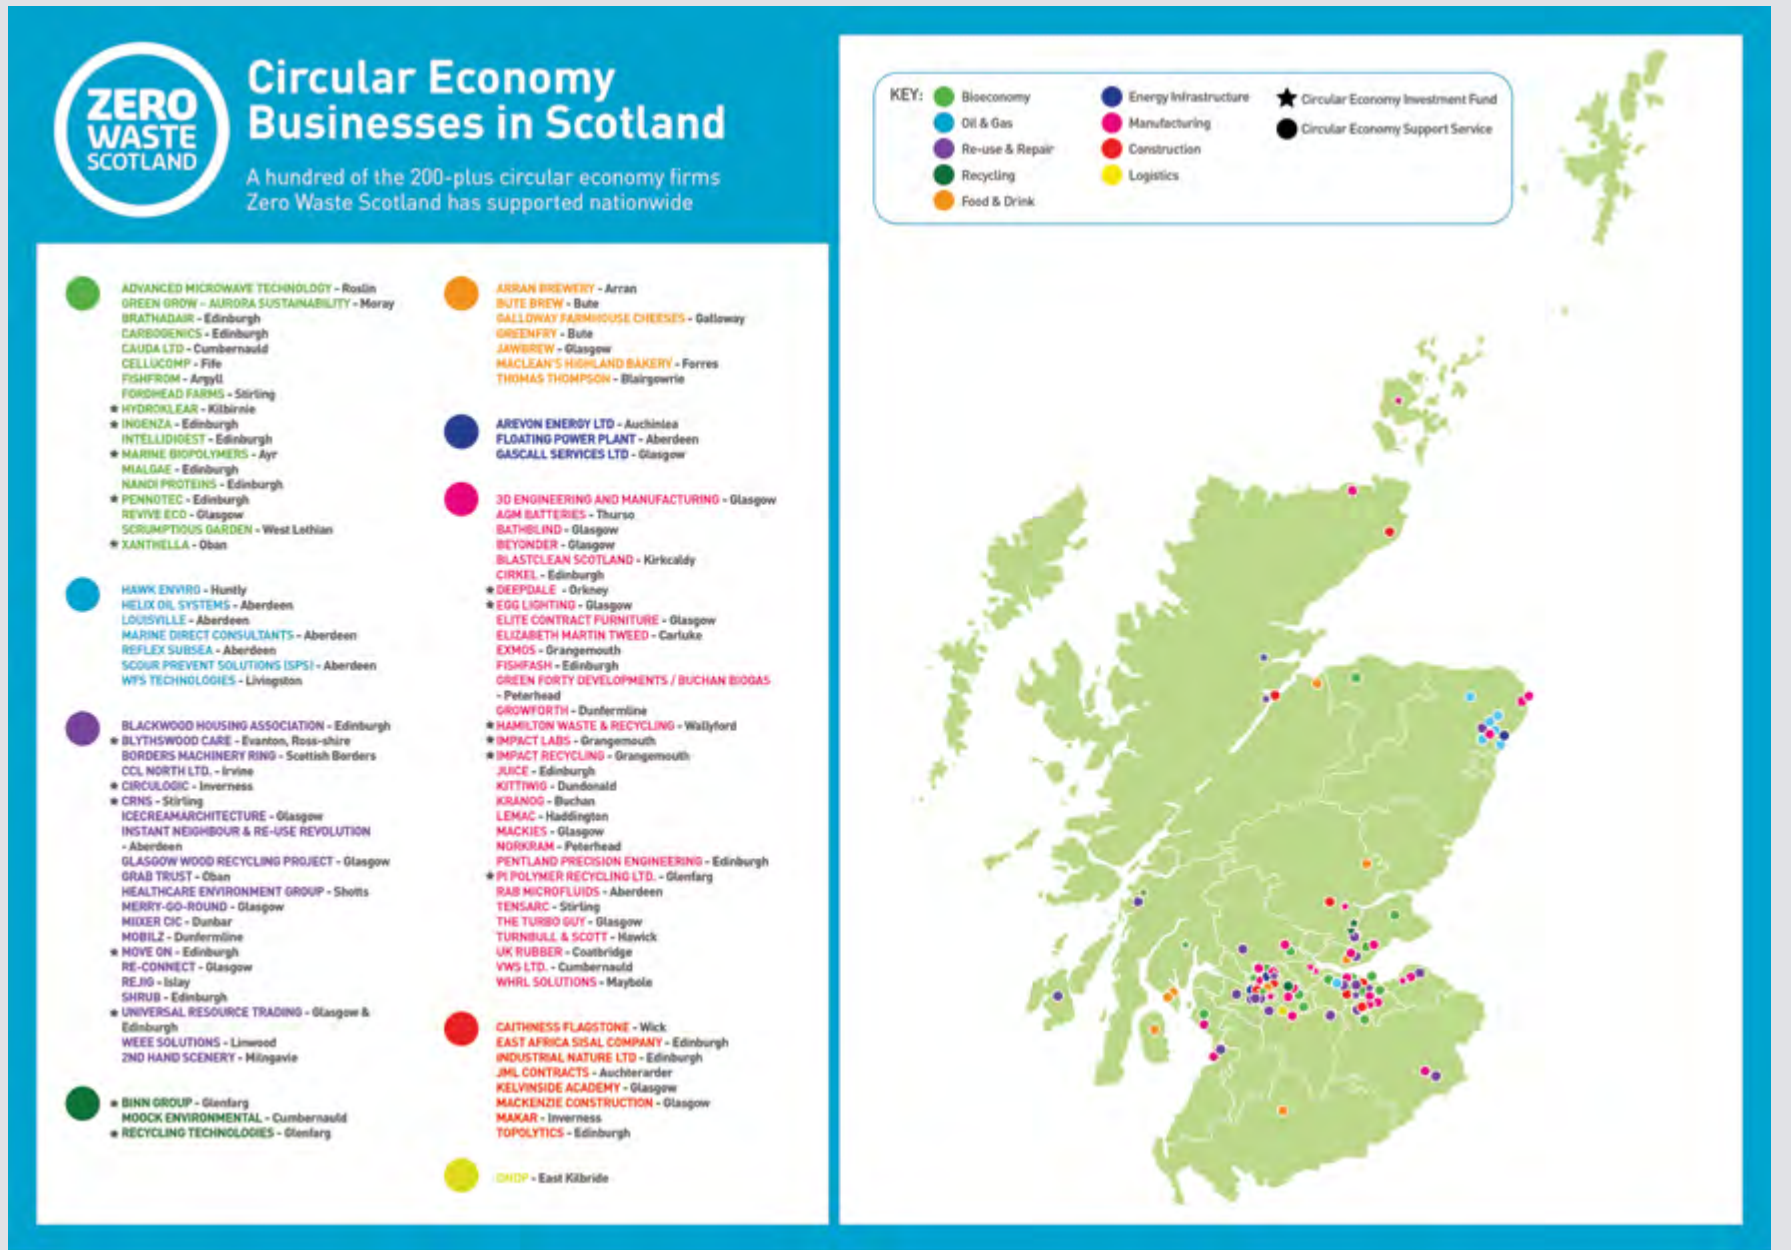 ZERO
WASTE
SCOTLAND
Circular Economy
Businesses in Scotland
A hundred of the 200-plus circular economy firms
Zero Waste Scotland has supported nationwide
ADVANCED MICROWAVE TECHNOLOGY - Roslin
GREEN GROW - AURORA SUSTAINABILITY - Moray
BRATHADAIR - Edinburgh
CARBOGENICS - Edinburgh
CAUDA LTD - Cumbernauld
CELLUCOMP - Fife
FISHFROM - Argyll
FORDHEAD FARMS - Stirling
★ HYDROKLEAR - Kilbirnie
★ INGENZA - Edinburgh
INTELLIDIGEST - Edinburgh
★ MARINE BIOPOLYMERS - Ayr
MIALGAE - Edinburgh
NANDI PROTEINS - Edinburgh
★ PENNOTEC - Edinburgh
REVIVE ECO - Glasgow
SCRUMPTIOUS GARDEN - West Lothian
★ XANTHELLA - Oban
HAWK ENVIRO - Huntly
HELIX OIL SYSTEMS - Aberdeen
LOUISVILLE - Aberdeen
MARINE DIRECT CONSULTANTS - Aberdeen
REFLEX SUBSEA - Aberdeen
SCOUR PREVENT SOLUTIONS (SPS) - Aberdeen
WFS TECHNOLOGIES - Livingston
BLACKWOOD HOUSING ASSOCIATION - Edinburgh
★ BLYTHSWOOD CARE - Evanton, Ross-shire
BORDERS MACHINERY RING - Scottish Borders
CCL NORTH LTD. - Irvine
★ CIRCULOGIC - Inverness
★ CRNS - Stirling
ICECREAMARCHITECTURE - Glasgow
INSTANT NEIGHBOUR & RE-USE REVOLUTION
- Aberdeen
GLASGOW WOOD RECYCLING PROJECT - Glasgow
GRAB TRUST - Oban
HEALTHCARE ENVIRONMENT GROUP - Shotts
MERRY-GO-ROUND - Glasgow
MIIXER CIC - Dunbar
MOBILZ - Dunfermline
★ MOVE ON - Edinburgh
RE-CONNECT - Glasgow
REJIG - Islay
SHRUB - Edinburgh
★ UNIVERSAL RESOURCE TRADING - Glasgow &
Edinburgh
WEEE SOLUTIONS - Linwood
2ND HAND SCENERY - Milngavie
★ BINN GROUP - Glenfarg
MOOCK ENVIRONMENTAL - Cumbernauld
★ RECYCLING TECHNOLOGIES - Glenfarg
ARRAN BREWERY - Arran
BUTE BREW - Bute
GALLOWAY FARMHOUSE CHEESES - Galloway
GREENFRY - Bute
JAWBREW - Glasgow
MACLEAN'S HIGHLAND BAKERY - Forres
THOMAS THOMPSON - Blairgowrie
AREVON ENERGY LTD - Auchinlea
FLOATING POWER PLANT - Aberdeen
GASCALL SERVICES LTD - Glasgow
3D ENGINEERING AND MANUFACTURING - Glasgow
AGM BATTERIES - Thurso
BATHBLIND - Glasgow
BEYONDER - Glasgow
BLASTCLEAN SCOTLAND - Kirkcaldy
CIRKEL - Edinburgh
★ DEEPDALE - Orkney
★ EGG LIGHTING - Glasgow
ELITE CONTRACT FURNITURE - Glasgow
ELIZABETH MARTIN TWEED - Carluke
EXMOS - Grangemouth
FISHFASH - Edinburgh
GREEN FORTY DEVELOPMENTS / BUCHAN BIOGAS
- Peterhead
GROWFORTH - Dunfermline
★ HAMILTON WASTE & RECYCLING - Wallyford
★ IMPACT LABS - Grangemouth
★ IMPACT RECYCLING - Grangemouth
JUICE - Edinburgh
KITTIWIG - Dundonald
KRANOG - Buchan
LEMAC - Haddington
MACKIES - Glasgow
NORKRAM - Peterhead
PENTLAND PRECISION ENGINEERING - Edinburgh
★ PI POLYMER RECYCLING LTD. - Glenfarg
RAB MICROFLUIDS - Aberdeen
TENSARC - Stirling
THE TURBO GUY - Glasgow
TURNBULL & SCOTT - Hawick
UK RUBBER - Coatbridge
VWS LTD. - Cumbernauld
WHRL SOLUTIONS - Maybole
CAITHNESS FLAGSTONE - Wick
EAST AFRICA SISAL COMPANY - Edinburgh
INDUSTRIAL NATURE LTD - Edinburgh
JML CONTRACTS - Auchterarder
KELVINSIDE ACADEMY - Glasgow
MACKENZIE CONSTRUCTION - Glasgow
MAKAR - Inverness
TOPOLYTICS - Edinburgh
- East Kilbride
KEY:
Bioeconomy
Oil & Gas
Re-use & Repair
Recycling
Food & Drink
Energy Infrastructure
Manufacturing
Construction
Logistics
★ Circular Economy Investment Fund
Circular Economy Support Service